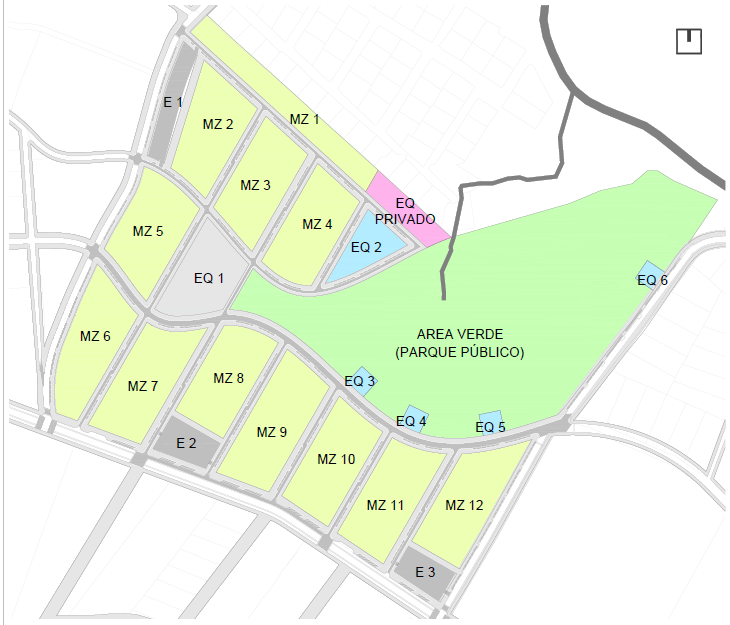 E 1
MZ 1
MZ 2
MZ 3
MZ 4
EQ
PRIVADO
EQ 2
MZ 5
EQ 1
EQ 6
MZ 6
AREA VERDE
(PARQUE PÚBLICO)
MZ 7
MZ 8
EQ 3
EQ 4
EQ 5
E 2
MZ 9
MZ 10
MZ 11
MZ 12
E 3